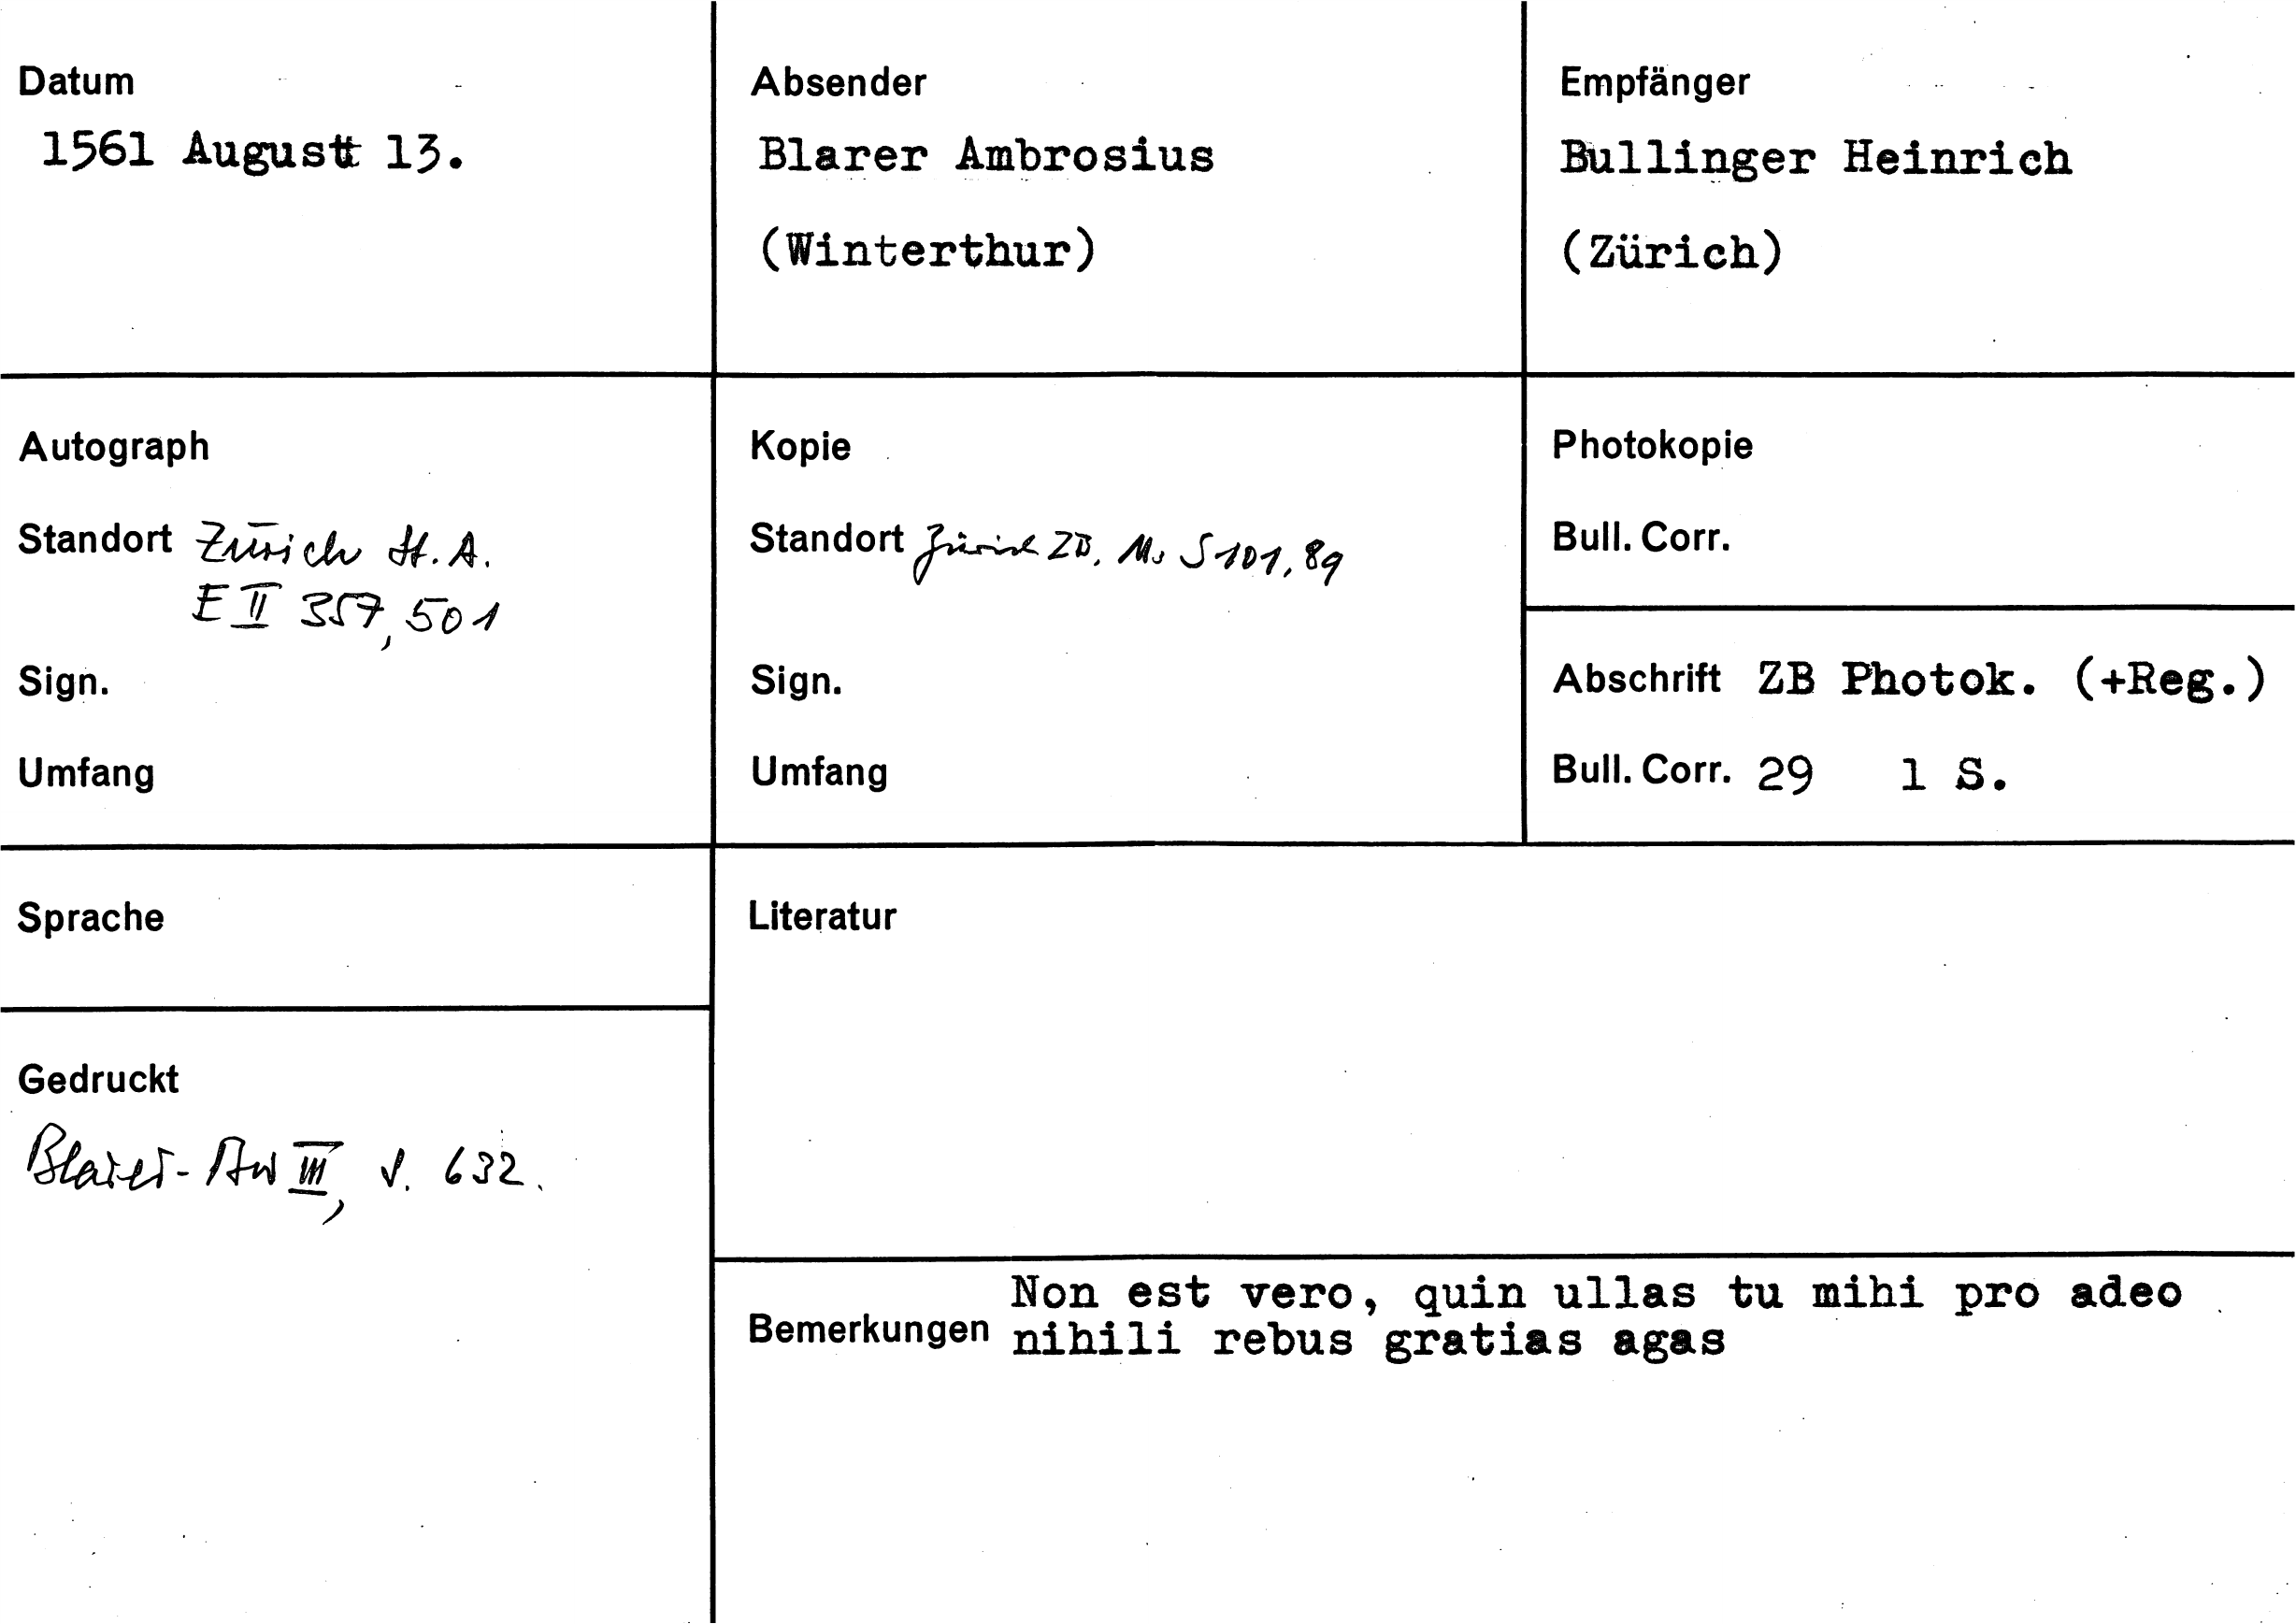 Datum
1561 Augustt 13.
Absender
Blarer Ambrosius
(Winterthur)
Empfänger
Bullinger Heinrich
(Zürich)
Autograph
Standort Zürich St. A.
E II 357, 501
Sign.
Umfang
Kopie
Standort Zürich ZB, Ms S 101, 89
Sign.
Umfang
Photokopie
Bull. Corr.
Abschrift ZB Photok. (+Reg.)
Bull. Corr. 29 1 S.
Sprache
Literatur
Gedruckt
Blarer-Bw III, S. 632.
Bemerkungen Non est vero, quin ullas tu mihi pro adeo
nihili rebus gratias agas